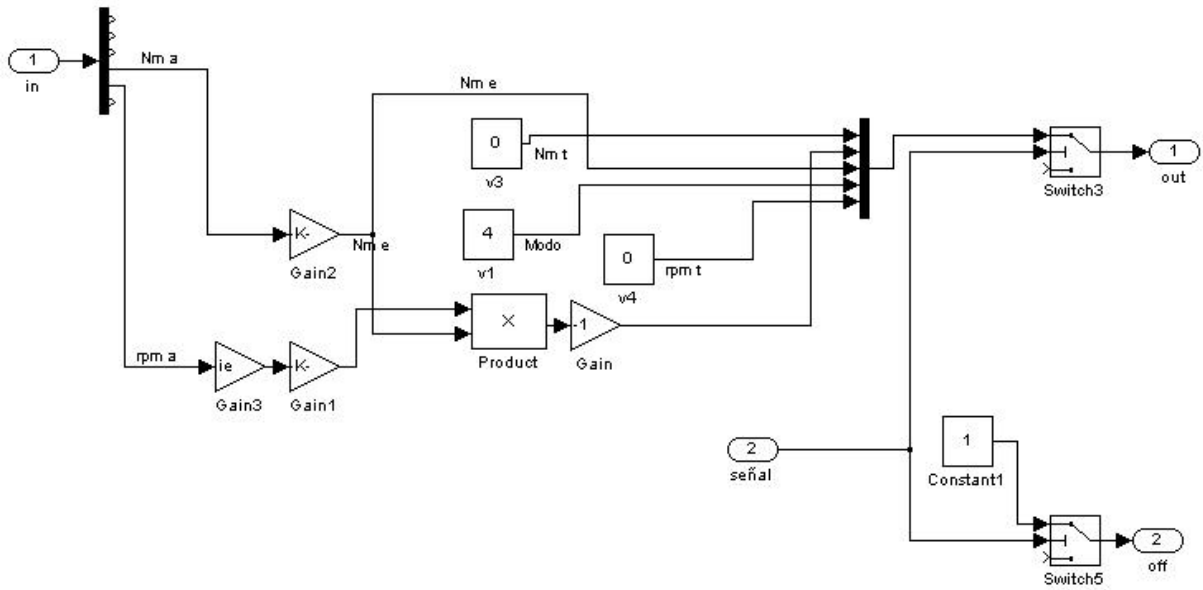 1
in
Nm a
Nm e
0
v3
Nm t
Switch3
1
out
K-
Gain2
Nm e
4
v1
Modo
0
v4
rpm t
X
Product
-1
Gain
rpm a
ie
Gain3
K-
Gain1
2
señál
1
Constant1
Switch5
2
off